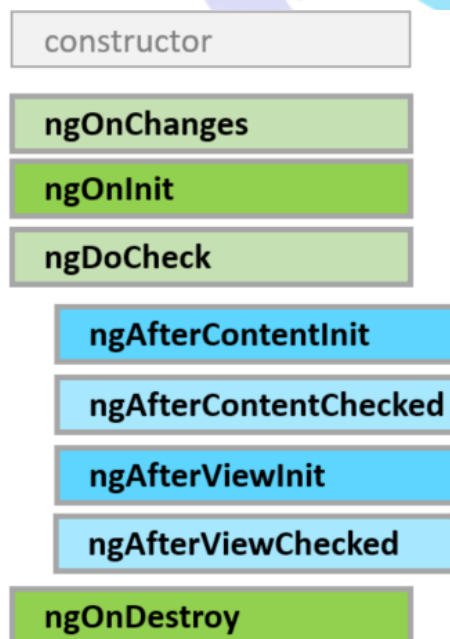 constructor
ngOnChanges
ngOnInit
ngDoCheck
ngAfterContentInit
ngAfterContentChecked
ngAfterViewInit
ngAfterViewChecked
ngOnDestroy